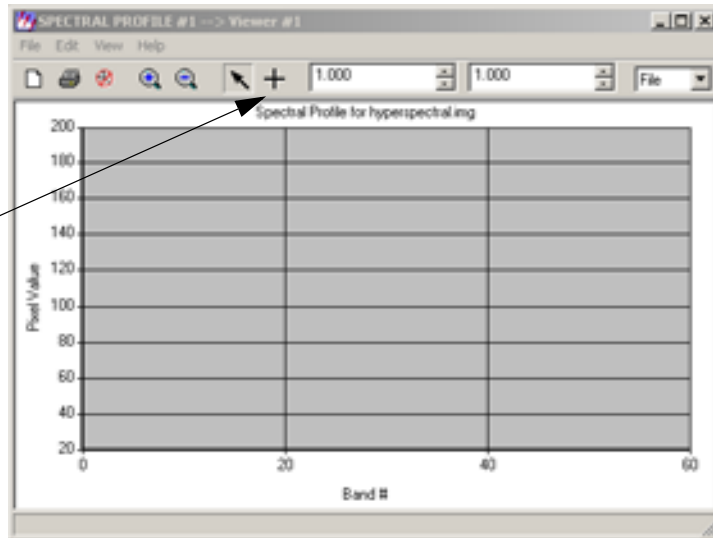 SPECTRAL PROFILE #1 --> Viewer #1
File Edit View Help
1.000 1.000 File
Spectral Profile for hyperspectral.img
200
180
160
140
120
100
80
60
40
20
Pixel Value
0 20 40 60
Band #